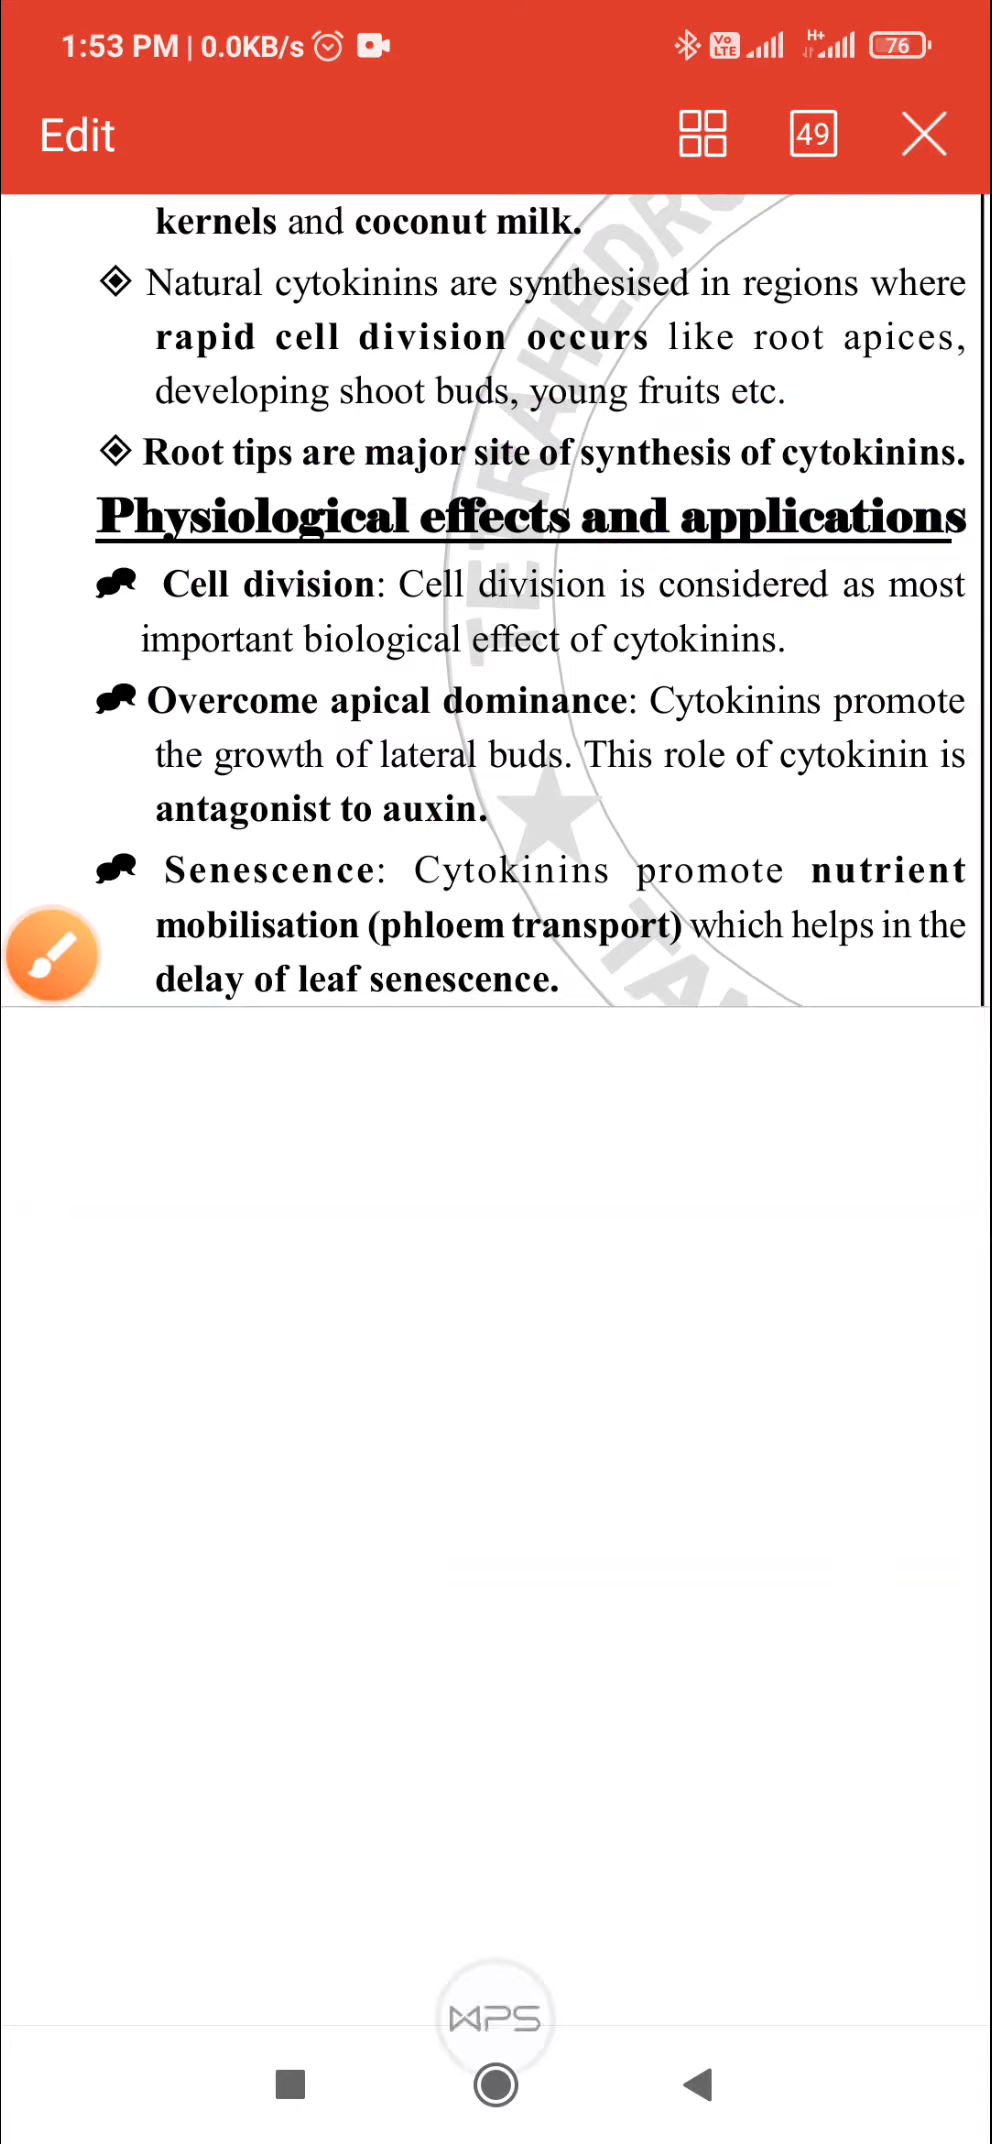 1:53 PM | 0.0KB/s Vo LTE H+ 76
Edit 49
kernels and coconut milk.
Natural cytokinins are synthesised in regions where
rapid cell division occurs like root apices,
developing shoot buds, young fruits etc.
Root tips are major site of synthesis of cytokinins.
Physiological effects and applications
Cell division: Cell division is considered as most
important biological effect of cytokinins.
Overcome apical dominance: Cytokinins promote
the growth of lateral buds. This role of cytokinin is
antagonist to auxin.
Senescence: Cytokinins promote nutrient
mobilisation (phloem transport) which helps in the
delay of leaf senescence.
TETRAHEDRO
TA
WPS